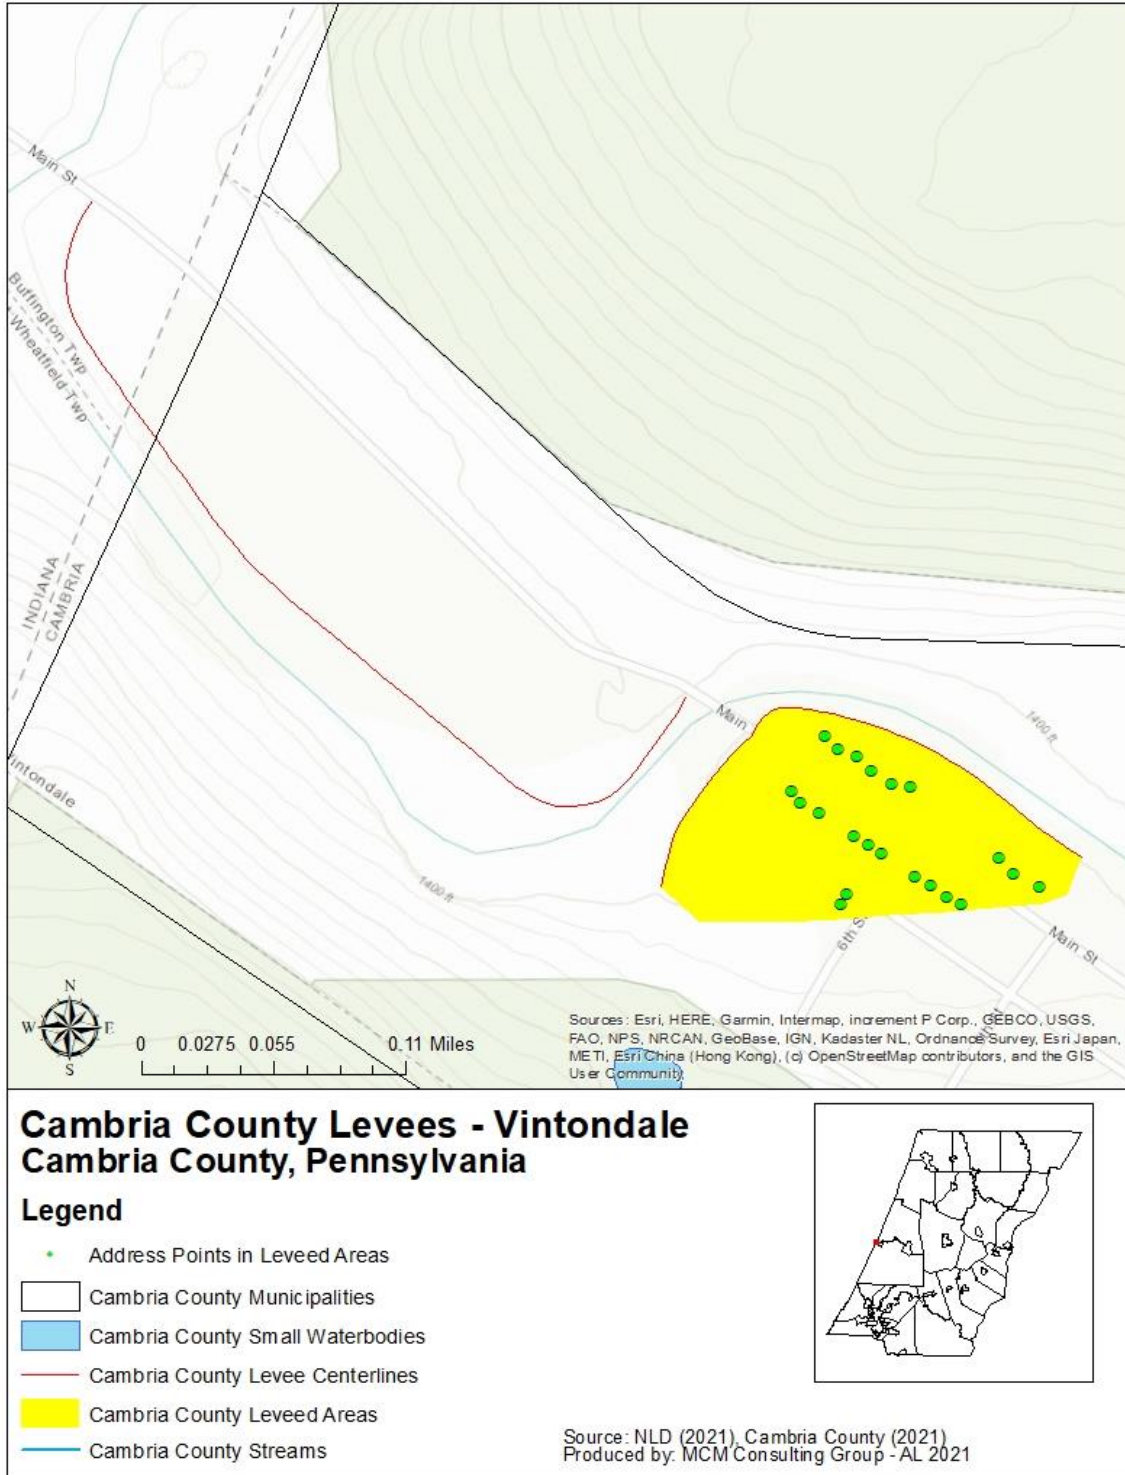 Main St
Buffington Twp
Wheatfield Twp
INDIANA
CAMBRIA
Main
1400 ft
intondale
1400 ft
6th S
Main St
N
W E
S
0 0.0275 0.055 0.11 Miles
Sources: Esri, HERE, Garmin, Intermap, increment P Corp., GEBCO, USGS,
FAO, NPS, NRCAN, GeoBase, IGN, Kadaster NL, Ordnance Survey, Esri Japan,
METI, Esri China (Hong Kong), (c) OpenStreetMap contributors, and the GIS
User Community
Cambria County Levees - Vintondale
Cambria County, Pennsylvania
Legend
Address Points in Leveed Areas
Cambria County Municipalities
Cambria County Small Waterbodies
Cambria County Levee Centerlines
Cambria County Leveed Areas
Cambria County Streams
Source: NLD (2021), Cambria County (2021)
Produced by: MCM Consulting Group - AL 2021